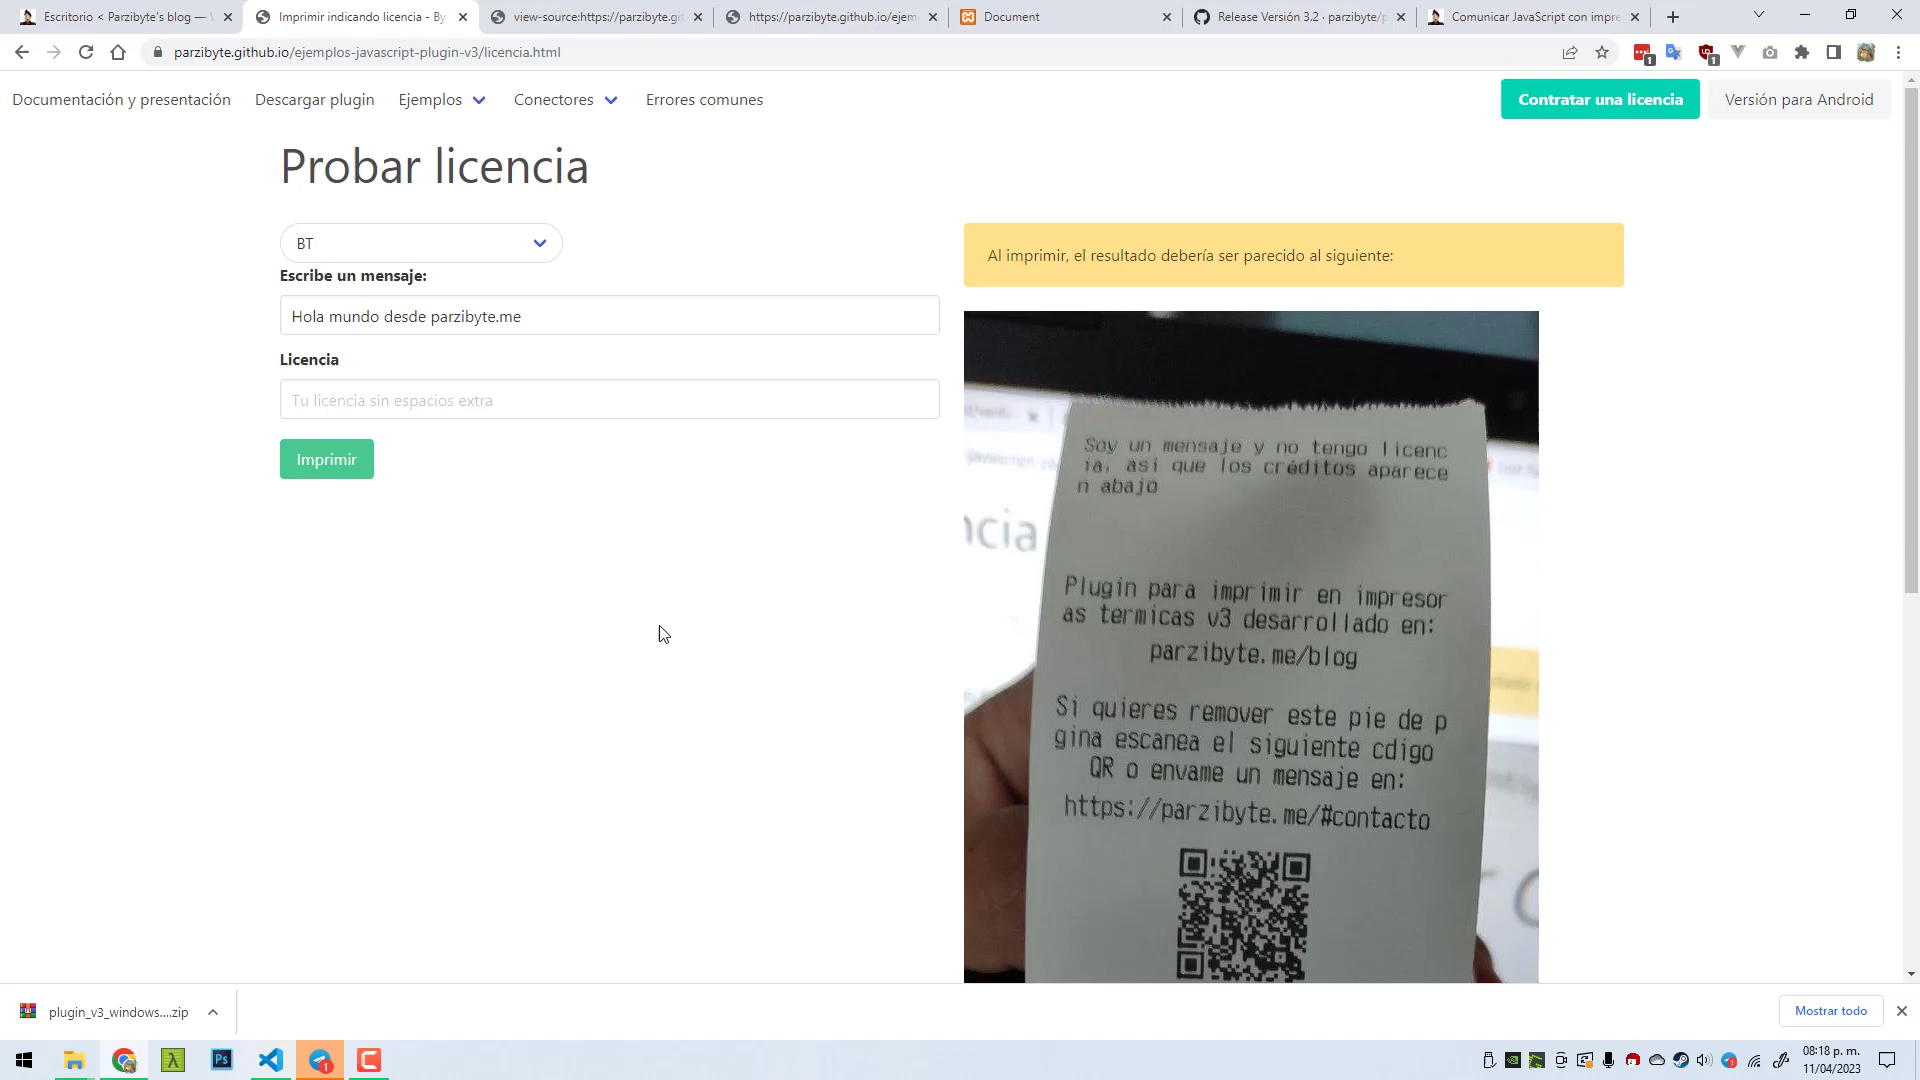 Escritorio < Parzibyte's blog —
Imprimir indicando licencia - By
view-source:https://parzibyte.git
https://parzibyte.github.io/ejem
Document
Release Versión 3.2 · parzibyte/p
Comunicar JavaScript con impre
parzibyte.github.io/ejemplos-javascript-plugin-v3/licencia.html
Documentación y presentación
Descargar plugin
Ejemplos
Conectores
Errores comunes
Contratar una licencia
Versión para Android
Probar licencia
BT
Escribe un mensaje:
Hola mundo desde parzibyte.me
Licencia
Tu licencia sin espacios extra
Imprimir
Al imprimir, el resultado debería ser parecido al siguiente:
Soy un mensaje y no tengo licenc
ia, así que los créditos aparece
n abajo
Plugin para imprimir en impresor
as termicas v3 desarrollado en:
parzibyte.me/blog
Si quieres remover este pie de p
gina escanea el siguiente cdigo
QR o envame un mensaje en:
https://parzibyte.me/#contacto
plugin_v3_windows....zip
Mostrar todo
08:18 p. m.
11/04/2023